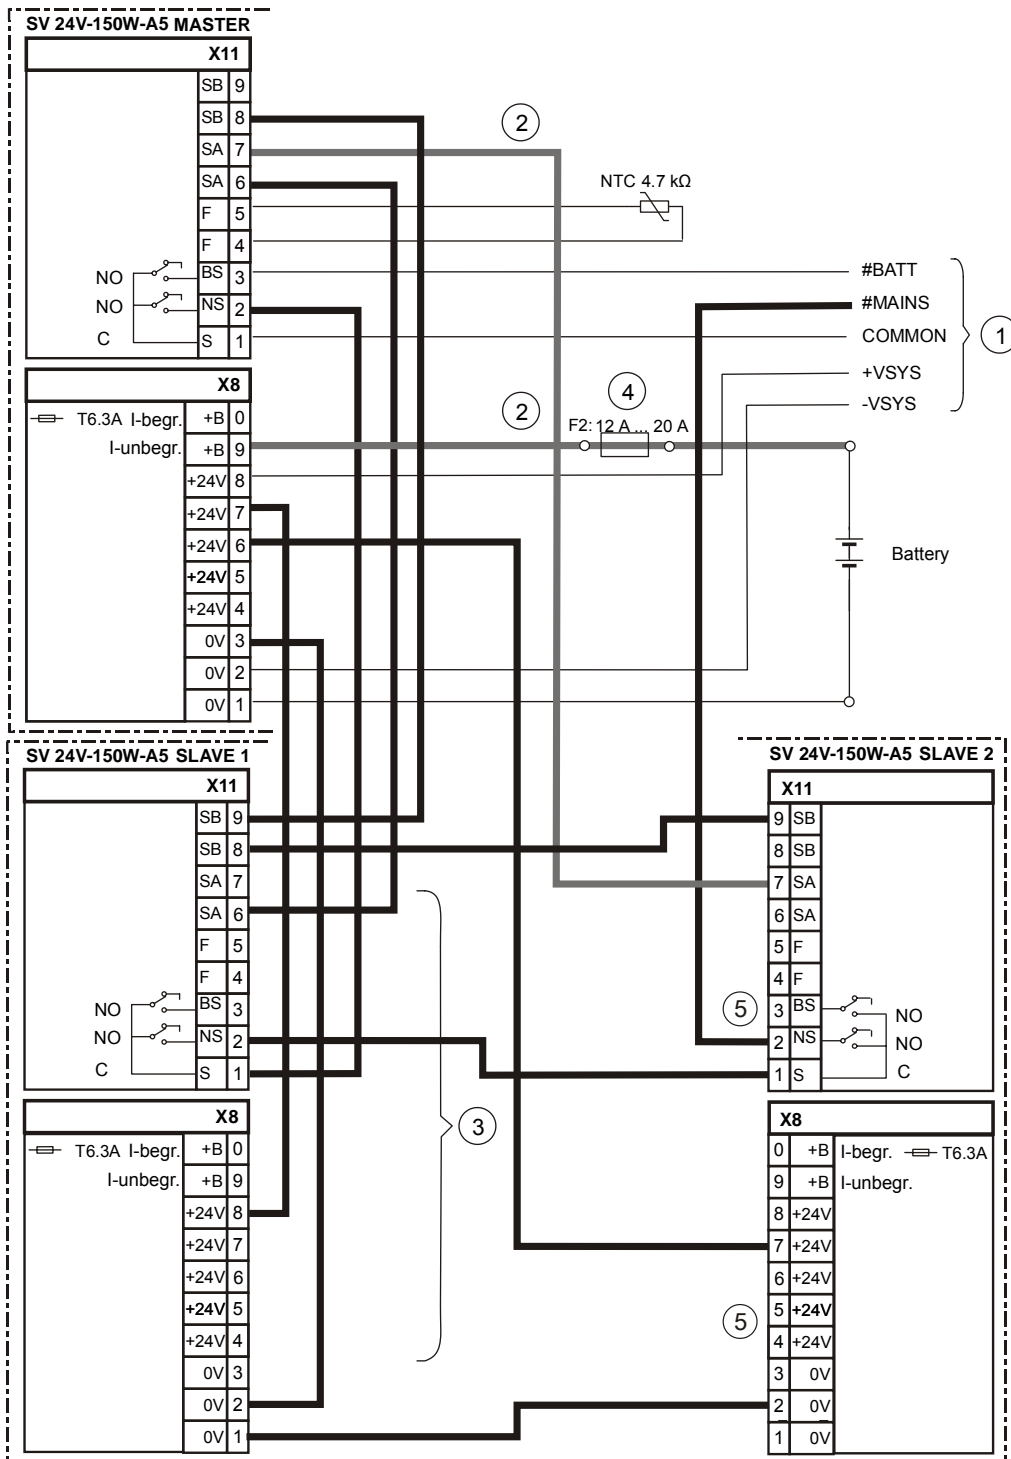 SV 24V-150W-A5 MASTER
X11
SB 9
SB 8
SA 7
SA 6
F 5
F 4
NO BS 3
NO NS 2
C S 1
2
NTC 4.7 kΩ
#BATT
#MAINS
COMMON
+VSYS
-VSYS
1
X8
T6.3A I-begr. +B 0
I-unbegr. +B 9
+24V 8
+24V 7
+24V 6
+24V 5
+24V 4
0V 3
0V 2
0V 1
2
4
F2: 12 A ... 20 A
Battery
SV 24V-150W-A5 SLAVE 1
X11
SB 9
SB 8
SA 7
SA 6
F 5
F 4
NO BS 3
NO NS 2
C S 1
X8
T6.3A I-begr. +B 0
I-unbegr. +B 9
+24V 8
+24V 7
+24V 6
+24V 5
+24V 4
0V 3
0V 2
0V 1
3
SV 24V-150W-A5 SLAVE 2
X11
9 SB
8 SB
7 SA
6 SA
5 F
4 F
3 BS NO
2 NS NO
1 S C
5
X8
0 +B I-begr. T6.3A
9 +B I-unbegr.
8 +24V
7 +24V
6 +24V
5 +24V
4 +24V
3 0V
2 0V
1 0V
5